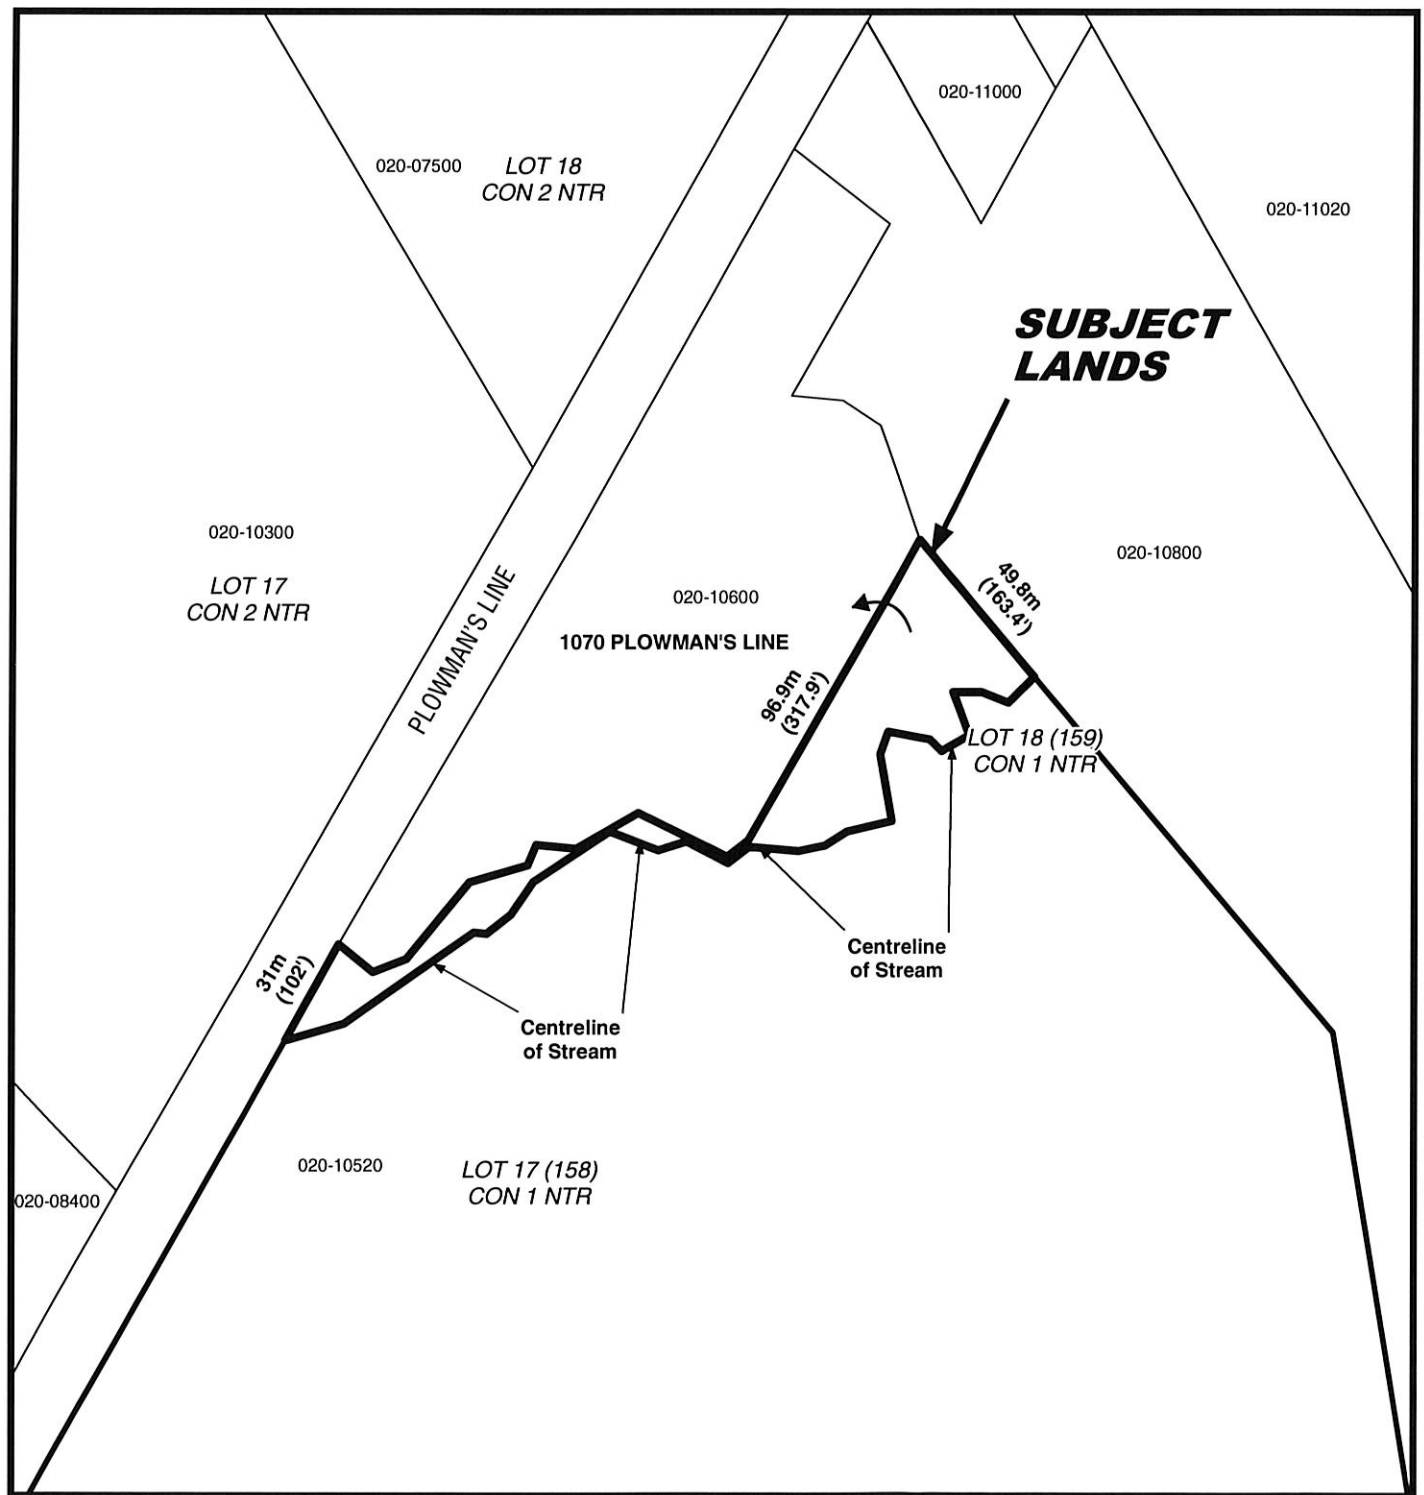 020-11000
020-07500
LOT 18
CON 2 NTR
020-11020
SUBJECT
LANDS
020-10300
LOT 17
CON 2 NTR
PLOWMAN'S LINE
020-10600
1070 PLOWMAN'S LINE
020-10800
49.8m
(163.4')
96.9m
(317.9')
LOT 18 (159)
CON 1 NTR
31m
(102')
Centreline
of Stream
Centreline
of Stream
020-10520
LOT 17 (158)
CON 1 NTR
020-08400